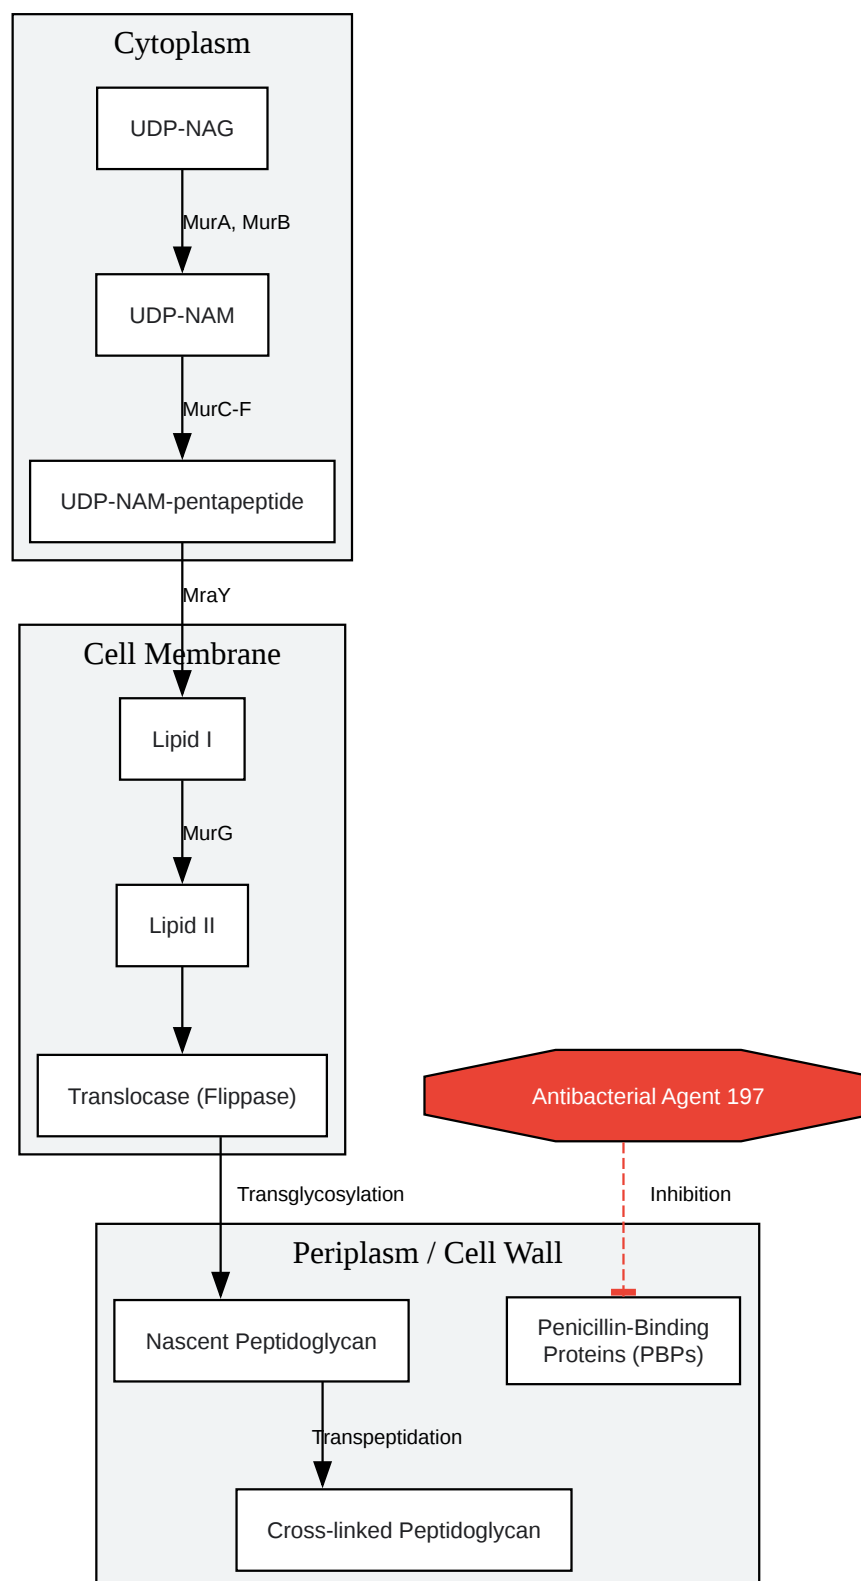 Cytoplasm
UDP-NAG
MurA, MurB
UDP-NAM
MurC-F
UDP-NAM-pentapeptide
MraY
Cell Membrane
Lipid I
MurG
Lipid II
Translocase (Flippase)
Antibacterial Agent 197
Transglycosylation
Inhibition
Periplasm / Cell Wall
Nascent Peptidoglycan
Penicillin-Binding
Proteins (PBPs)
Transpeptidation
Cross-linked Peptidoglycan